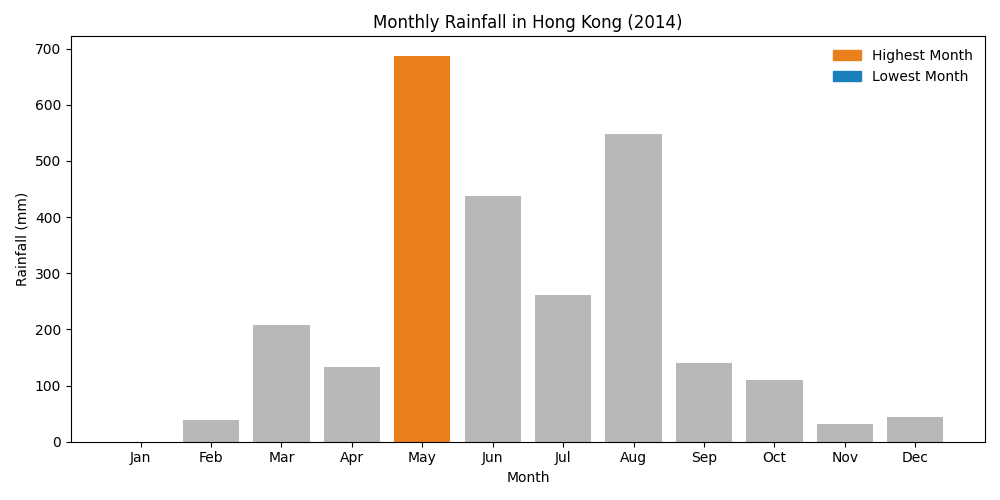 Monthly Rainfall in Hong Kong (2014)
Highest Month
Lowest Month
Rainfall (mm)
700
600
500
400
300
200
100
0
Jan Feb Mar Apr May Jun Jul Aug Sep Oct Nov Dec
Month